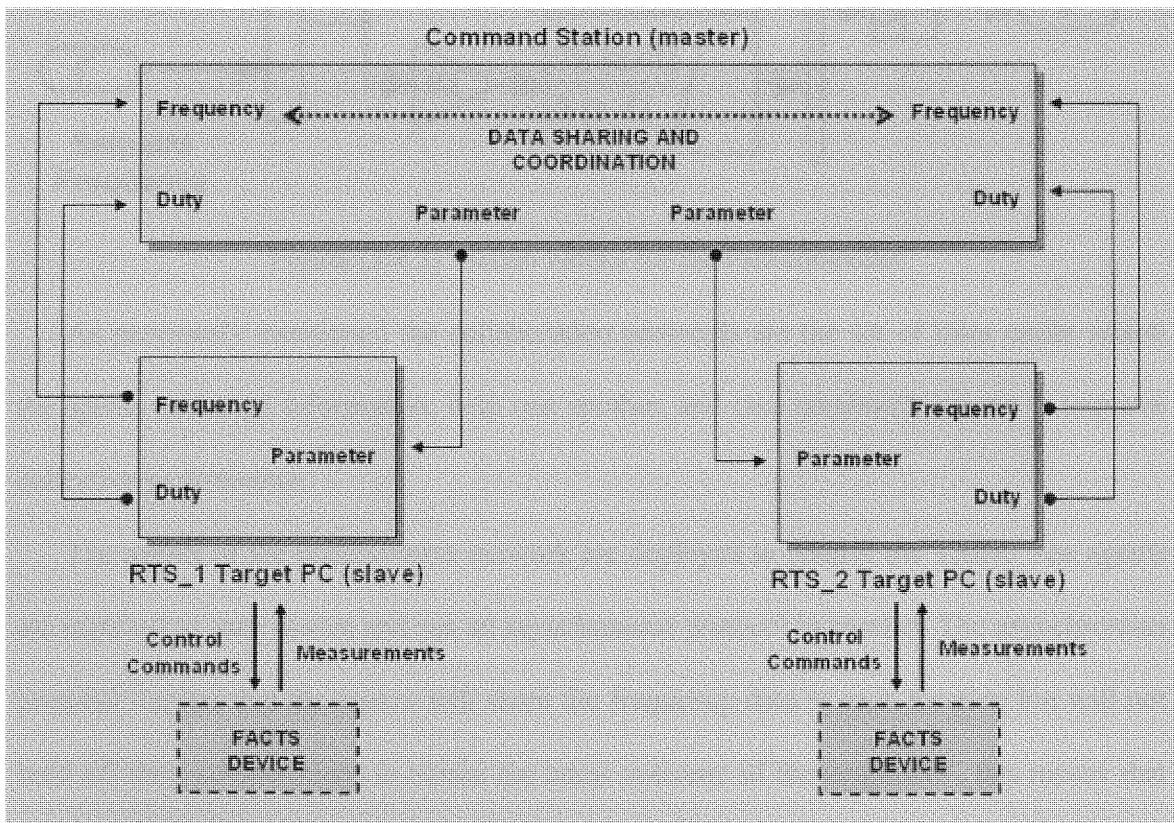 Command Station (master)
Frequency
Frequency
DATA SHARING AND
COORDINATION
Duty
Parameter
Parameter
Duty
Frequency
Parameter
Duty
RTS_1 Target PC (slave)
Frequency
Parameter
Duty
RTS_2 Target PC (slave)
Control
Commands
Measurements
FACTS
DEVICE
Control
Commands
Measurements
FACTS
DEVICE